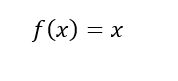 f(x) = x